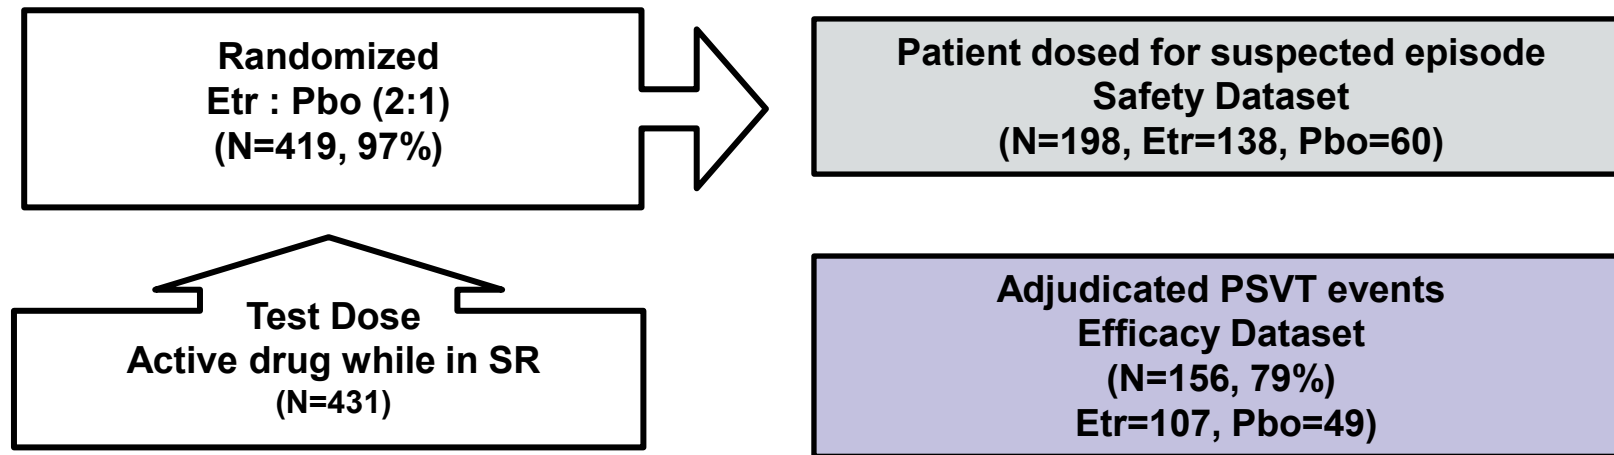 Randomized
Etr : Pbo (2:1)
(N=419, 97%)
Patient dosed for suspected episode
Safety Dataset
(N=198, Etr=138, Pbo=60)
Test Dose
Active drug while in SR
(N=431)
Adjudicated PSVT events
Efficacy Dataset
(N=156, 79%)
Etr=107, Pbo=49)